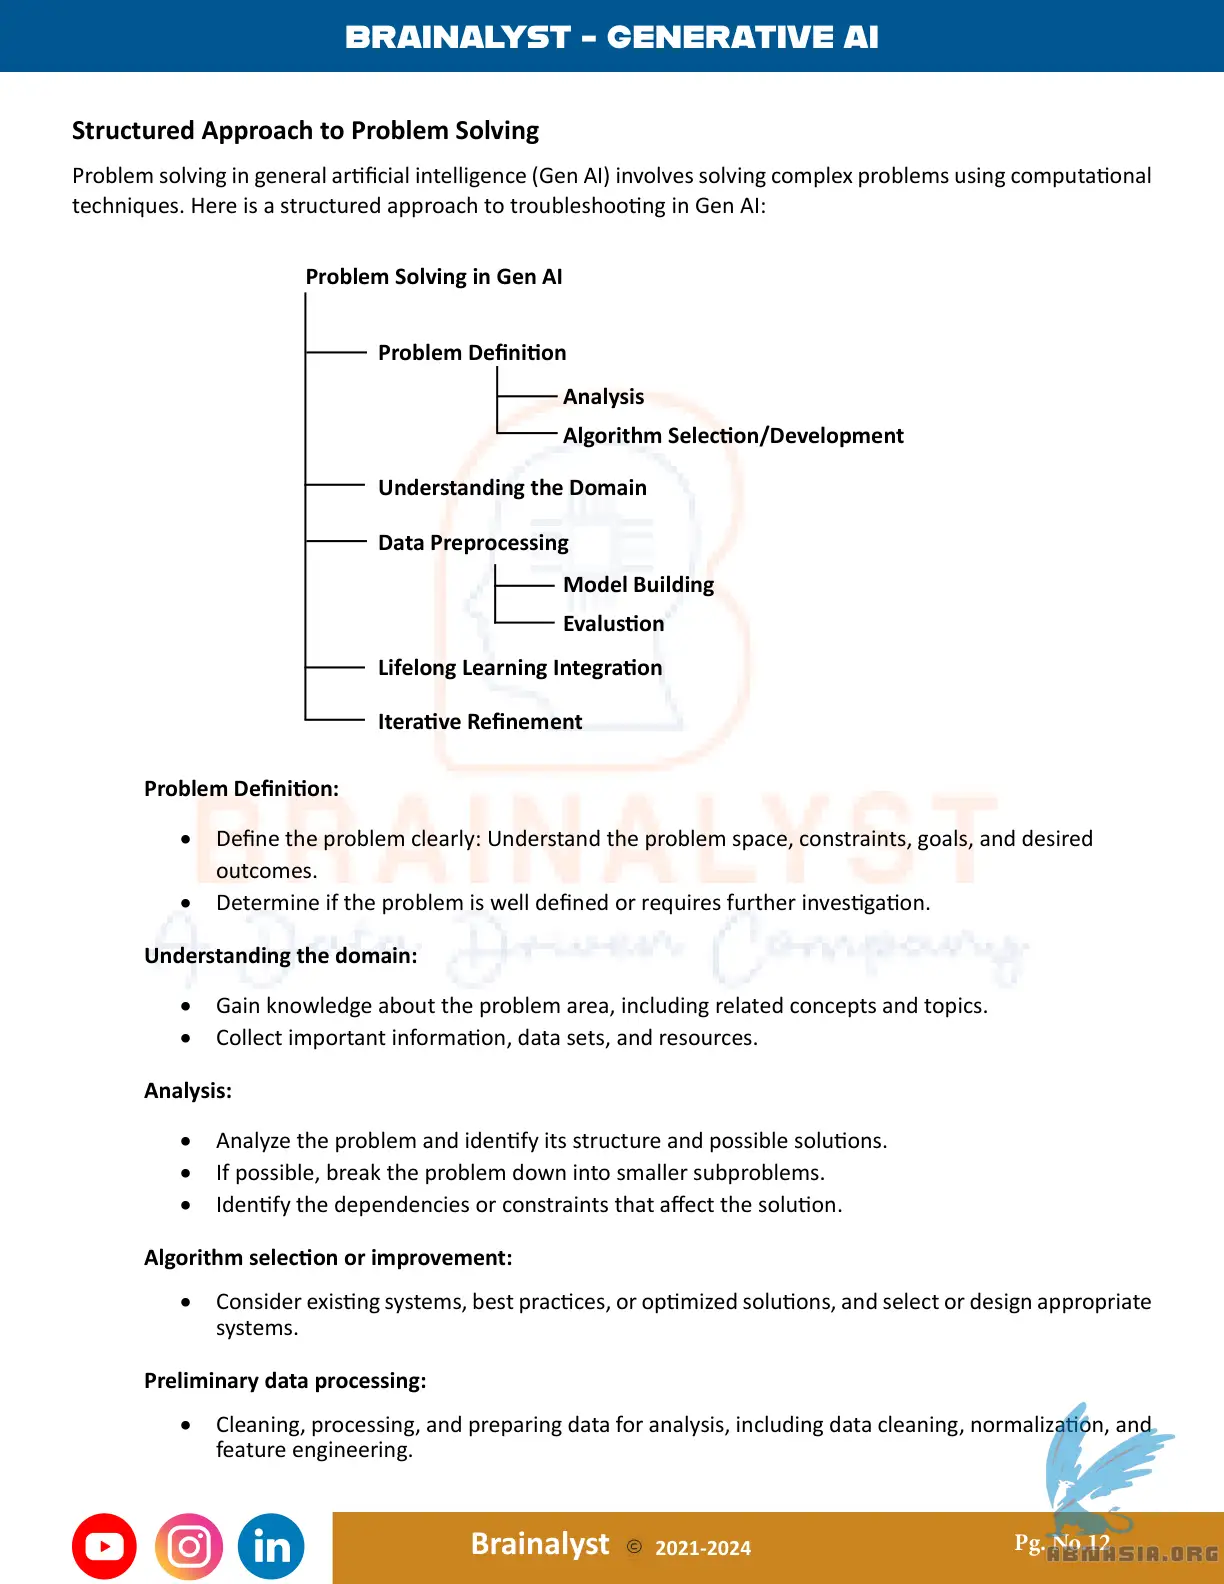 BRAINALYST - GENERATIVE AI
Structured Approach to Problem Solving
Problem solving in general artificial intelligence (Gen AI) involves solving complex problems using computational
techniques. Here is a structured approach to troubleshooting in Gen AI:
Problem Solving in Gen AI
Problem Definition
Analysis
Algorithm Selection/Development
Understanding the Domain
Data Preprocessing
Model Building
Evalustion
Lifelong Learning Integration
Iterative Refinement
Problem Definition:
• Define the problem clearly: Understand the problem space, constraints, goals, and desired
outcomes.
• Determine if the problem is well defined or requires further investigation.
Understanding the domain:
• Gain knowledge about the problem area, including related concepts and topics.
• Collect important information, data sets, and resources.
Analysis:
• Analyze the problem and identify its structure and possible solutions.
• If possible, break the problem down into smaller subproblems.
• Identify the dependencies or constraints that affect the solution.
Algorithm selection or improvement:
• Consider existing systems, best practices, or optimized solutions, and select or design appropriate
systems.
Preliminary data processing:
• Cleaning, processing, and preparing data for analysis, including data cleaning, normalization, and
feature engineering.
BRAINALYST
A Data Driven Company
in
Brainalyst © 2021-2024
Pg. No 12
ABNASIA.ORG